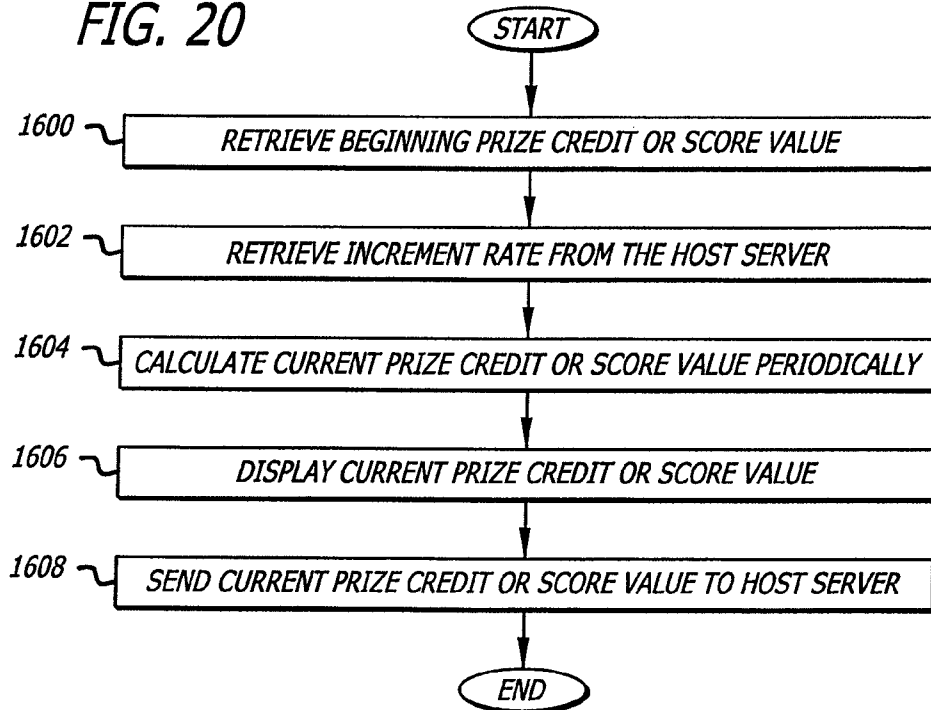 FIG. 20
START
1600
RETRIEVE BEGINNING PRIZE CREDIT OR SCORE VALUE
1602
RETRIEVE INCREMENT RATE FROM THE HOST SERVER
1604
CALCULATE CURRENT PRIZE CREDIT OR SCORE VALUE PERIODICALLY
1606
DISPLAY CURRENT PRIZE CREDIT OR SCORE VALUE
1608
SEND CURRENT PRIZE CREDIT OR SCORE VALUE TO HOST SERVER
END